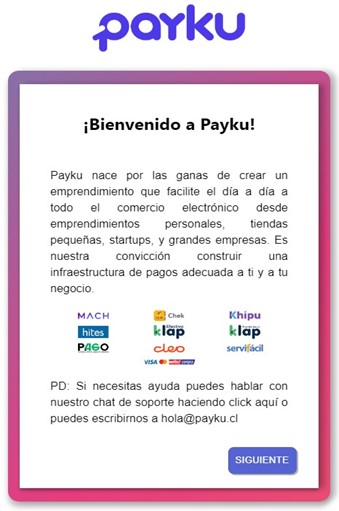 payku
¡Bienvenido a Payku!
Payku nace por las ganas de crear un
emprendimiento que facilite el día a día a
todo el comercio electrónico desde
emprendimientos personales, tiendas
pequeñas, startups, y grandes empresas. Es
nuestra convicción construir una
infraestructura de pagos adecuada a ti y a tu
negocio.
MACH Chek Khipu
hites klap klap
PAGO cleo servifácil
VISA
PD: Si necesitas ayuda puedes hablar con
nuestro chat de soporte haciendo click aquí o
puedes escribirnos a hola@payku.cl
SIGUIENTE